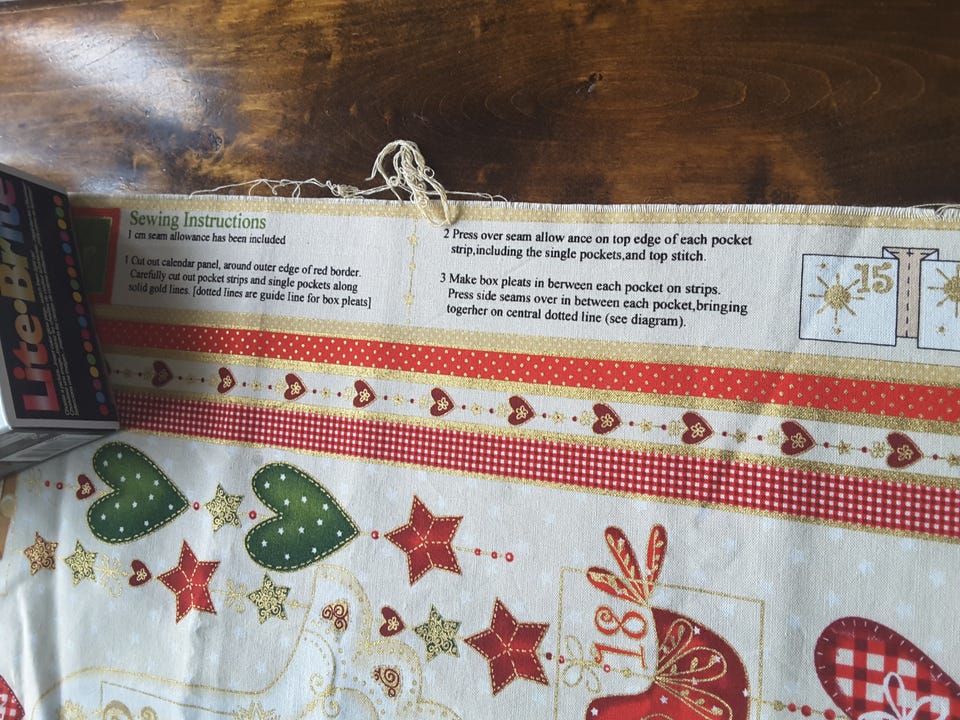 Lite·Brite
Sewing Instructions
1 cm seam allowance has been included
1 Cut out calendar panel, around outer edge of red border.
Carefully cut out pocket strips and single pockets along
solid gold lines. [dotted lines are guide line for box pleats]
2 Press over seam allow ance on top edge of each pocket
strip,including the single pockets,and top stitch.
3 Make box pleats in berween each pocket on strips.
Press side seams over in between each pocket,bringing
togerher on central dotted line (see diagram).
15
18